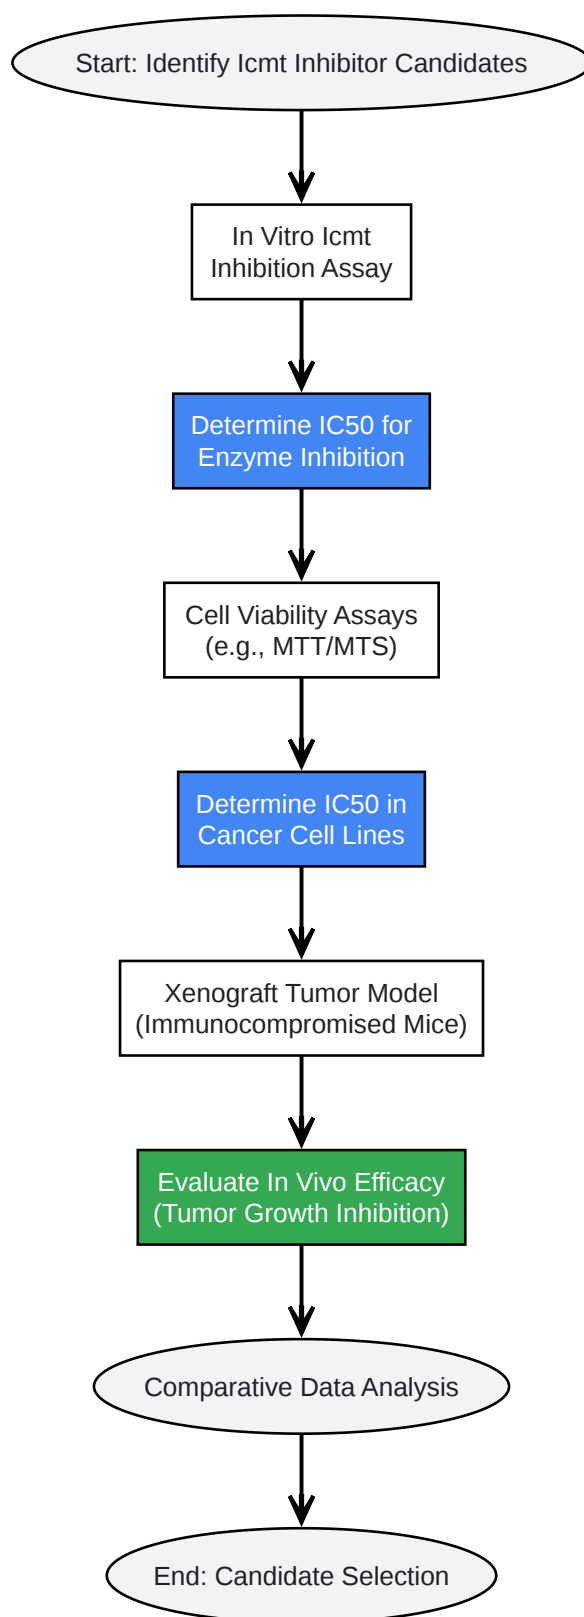 Start: Identify Icmt Inhibitor Candidates
In Vitro Icmt
Inhibition Assay
Determine IC50 for
Enzyme Inhibition
Cell Viability Assays
(e.g., MTT/MTS)
Determine IC50 in
Cancer Cell Lines
Xenograft Tumor Model
(Immunocompromised Mice)
Evaluate In Vivo Efficacy
(Tumor Growth Inhibition)
Comparative Data Analysis
End: Candidate Selection